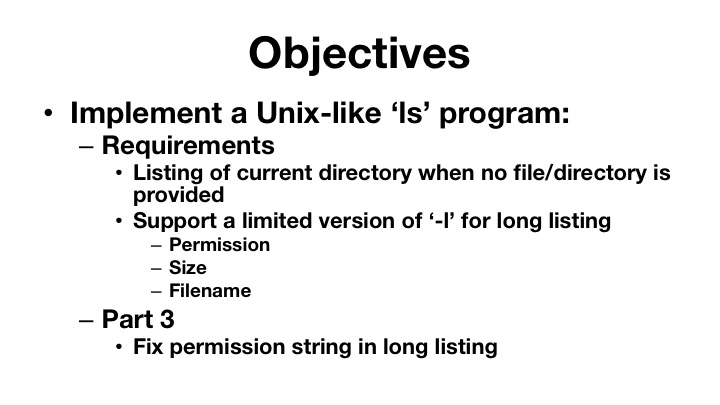 Objectives
• Implement a Unix-like ‘ls’ program:
– Requirements
• Listing of current directory when no file/directory is
provided
• Support a limited version of ‘-l’ for long listing
– Permission
– Size
– Filename
– Part 3
• Fix permission string in long listing